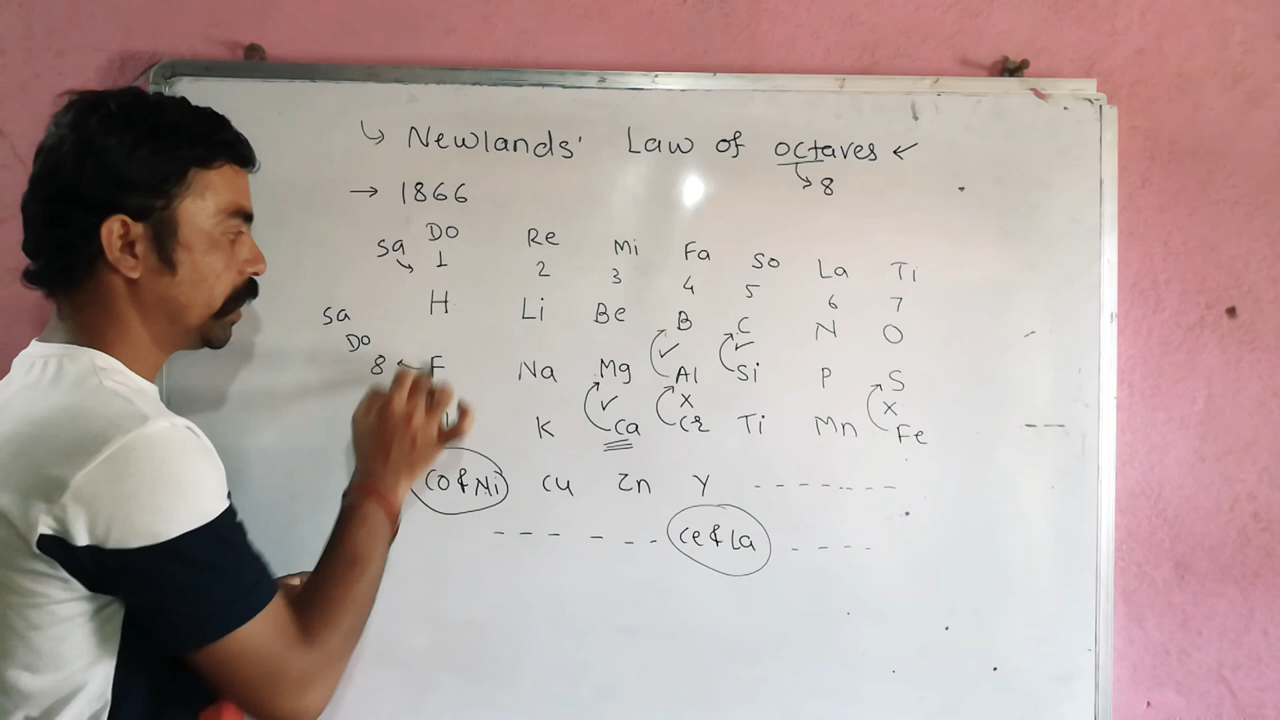 ↳ Newlands' Law of octaves ←
↳ 8
→ 1866
Sa Do Re Mi Fa So La Ti
1 2 3 4 5 6 7
H Li Be B C N O
Sa
Do
8 ← F Na Mg Al Si P S
✓ ✓ ✓ x x
K Ca Cr Ti Mn Fe
Co & Ni Cu Zn Y - - - - - - -
- - - - - - Ce & La - - - -